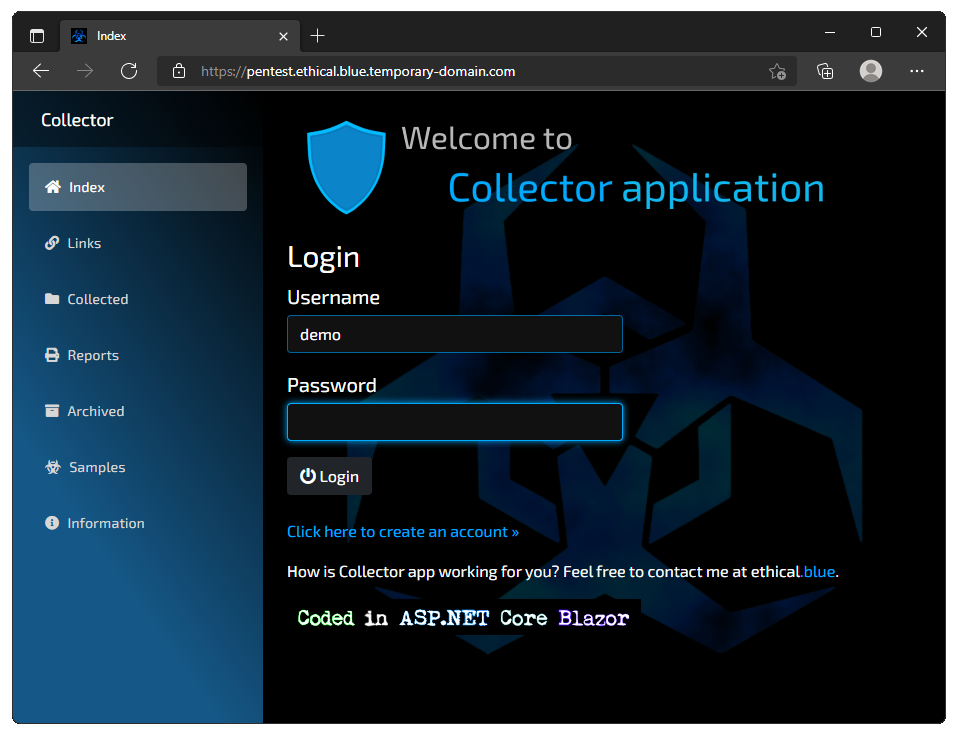 Index
https://pentest.ethical.blue.temporary-domain.com
Collector
Index
Links
Collected
Reports
Archived
Samples
Information
Welcome to
Collector application
Login
Username
demo
Password
Login
Click here to create an account »
How is Collector app working for you? Feel free to contact me at ethical.blue.
Coded in ASP.NET Core Blazor